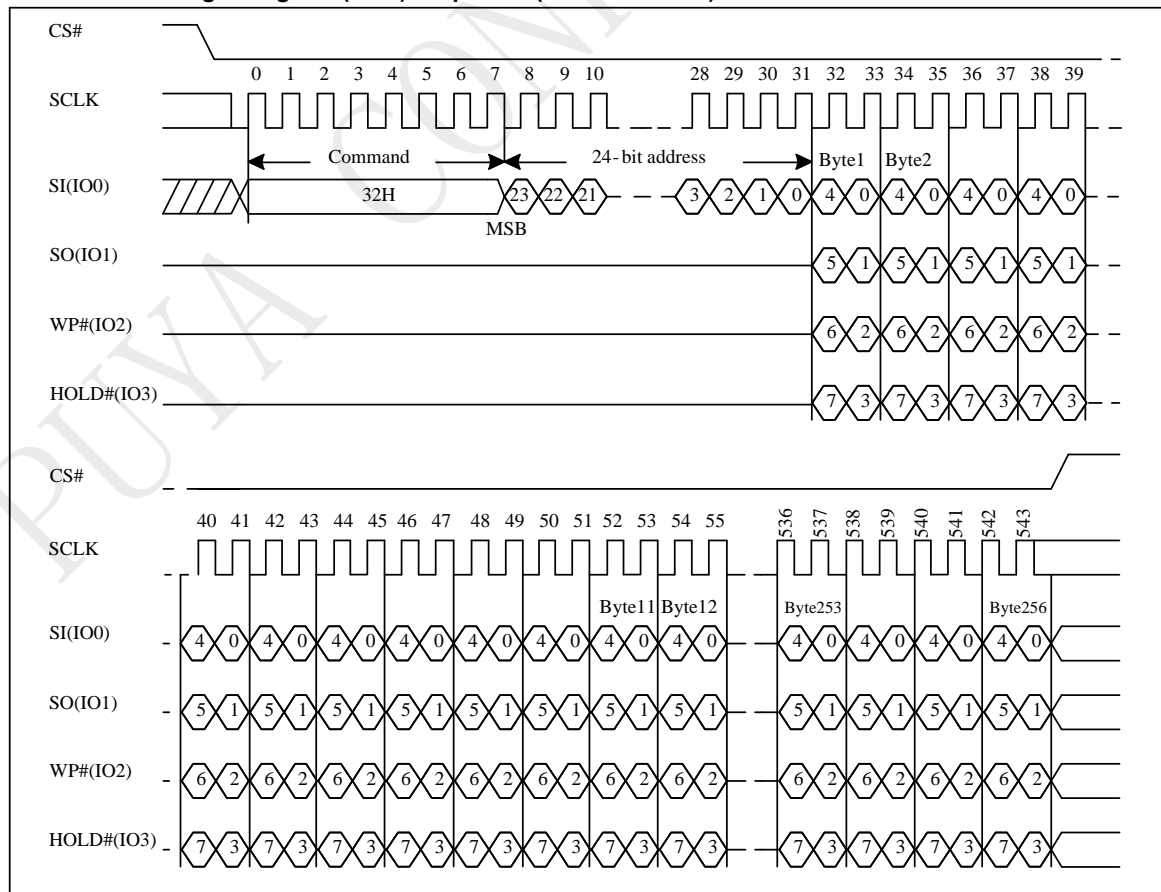 CS#
0 1 2 3 4 5 6 7 8 9 10 28 29 30 31 32 33 34 35 36 37 38 39
SCLK
Command 24-bit address Byte1 Byte2
SI(IO0) 32H 23 22 21 3 2 1 0 4 0 4 0 4 0 4 0
MSB
SO(IO1) 5 1 5 1 5 1 5 1
WP#(IO2) 6 2 6 2 6 2 6 2
HOLD#(IO3) 7 3 7 3 7 3 7 3
CS#
40 41 42 43 44 45 46 47 48 49 50 51 52 53 54 55 536 537 538 539 540 541 542 543
SCLK
Byte11 Byte12 Byte253 Byte256
SI(IO0) 4 0 4 0 4 0 4 0 4 0 4 0 4 0 4 0 4 0 4 0 4 0 4 0
SO(IO1) 5 1 5 1 5 1 5 1 5 1 5 1 5 1 5 1 5 1 5 1 5 1 5 1
WP#(IO2) 6 2 6 2 6 2 6 2 6 2 6 2 6 2 6 2 6 2 6 2 6 2 6 2
HOLD#(IO3) 7 3 7 3 7 3 7 3 7 3 7 3 7 3 7 3 7 3 7 3 7 3 7 3
PUYA